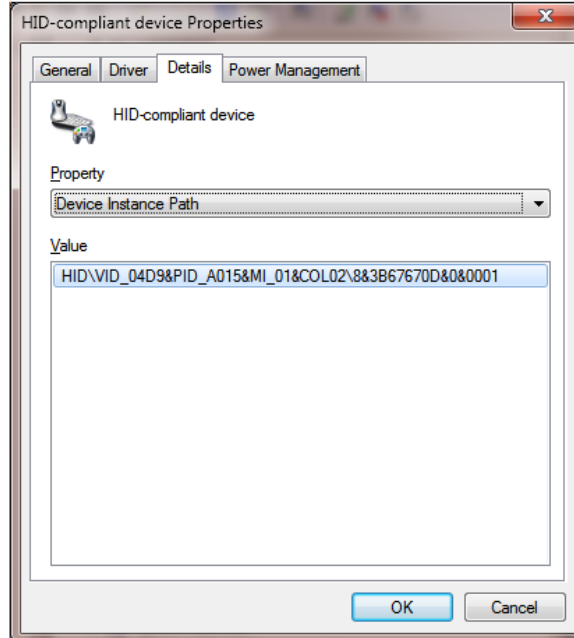 HID-compliant device Properties
x
General Driver Details Power Management
HID-compliant device
Property
Device Instance Path
Value
HID\VID_04D9&PID_A015&MI_01&COL02\8&3B67670D&0&0001
OK Cancel